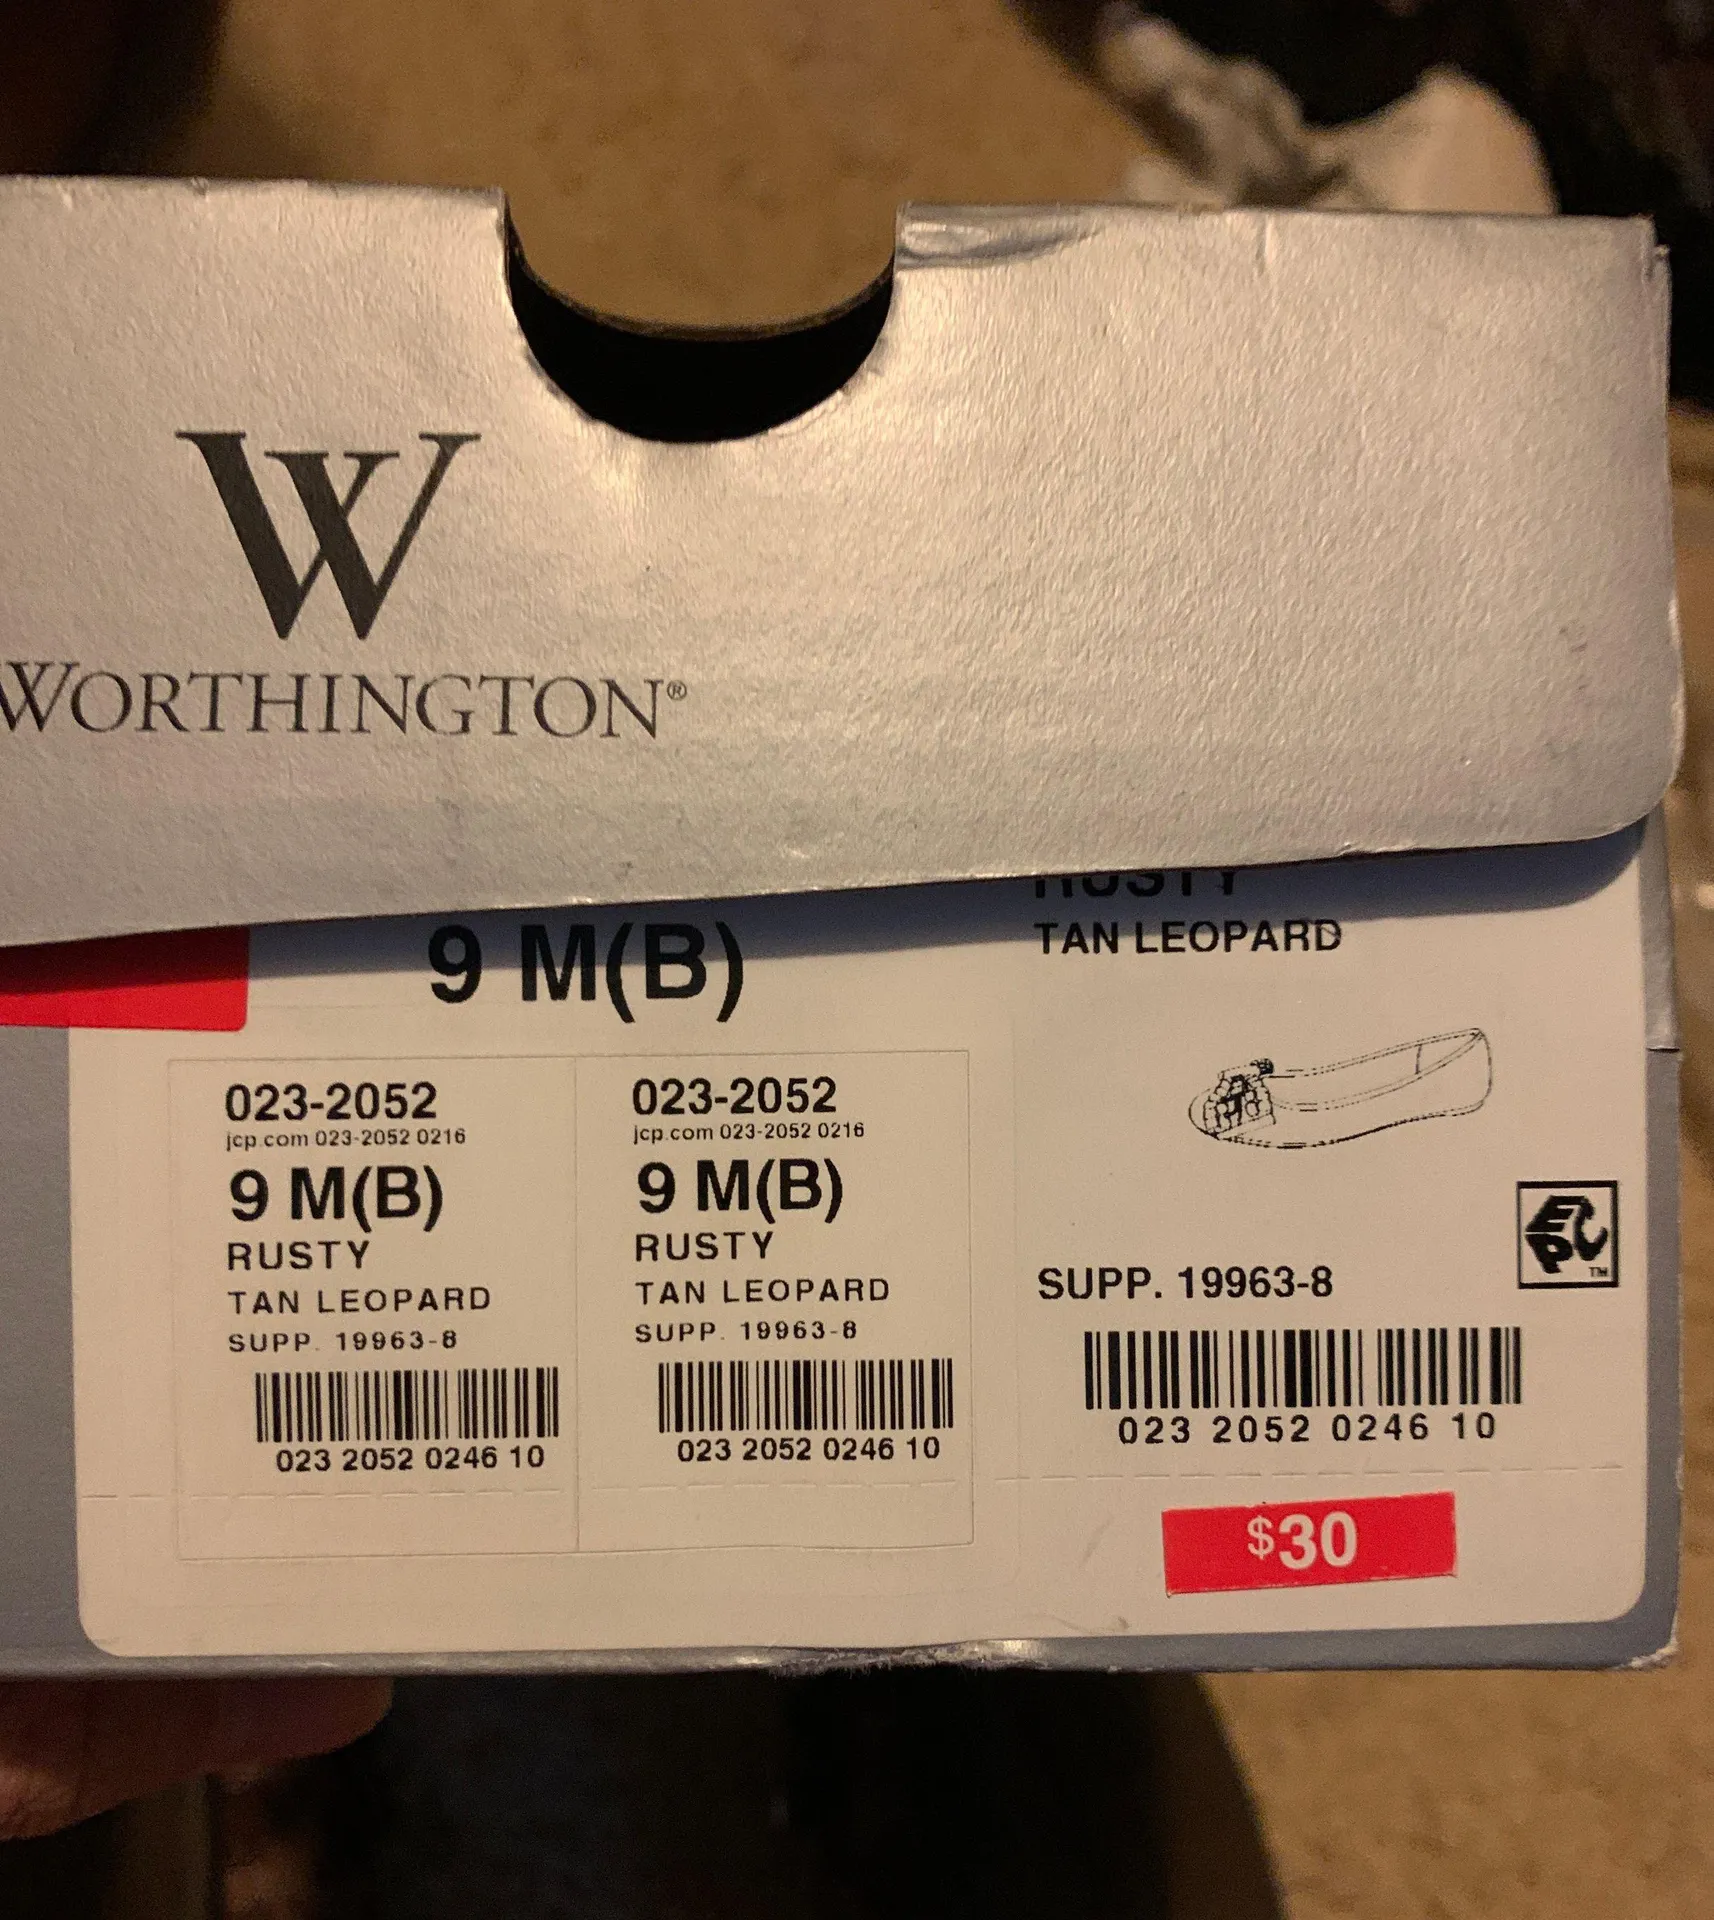 W
WORTHINGTON®
RUSTY
TAN LEOPARD
9 M(B)
023-2052
jcp.com 023-2052 0216
9 M(B)
RUSTY
TAN LEOPARD
SUPP. 19963-8
023 2052 0246 10
023-2052
jcp.com 023-2052 0216
9 M(B)
RUSTY
TAN LEOPARD
SUPP. 19963-8
023 2052 0246 10
EPC™
SUPP. 19963-8
023 2052 0246 10
$30